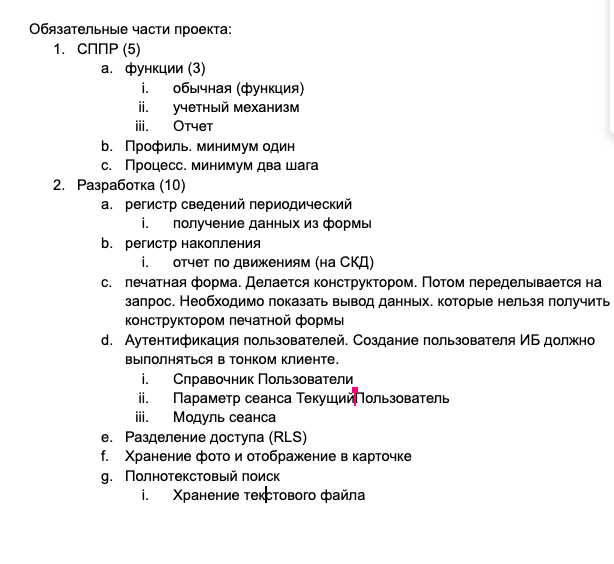 Обязательные части проекта:
1. СППР (5)
a. функции (3)
i. обычная (функция)
ii. учетный механизм
iii. Отчет
b. Профиль. минимум один
c. Процесс. минимум два шага
2. Разработка (10)
a. регистр сведений периодический
i. получение данных из формы
b. регистр накопления
i. отчет по движениям (на СКД)
c. печатная форма. Делается конструктором. Потом переделывается на
запрос. Необходимо показать вывод данных. которые нельзя получить
конструктором печатной формы
d. Аутентификация пользователей. Создание пользователя ИБ должно
выполняться в тонком клиенте.
i. Справочник Пользователи
ii. Параметр сеанса ТекущийПользователь
iii. Модуль сеанса
e. Разделение доступа (RLS)
f. Хранение фото и отображение в карточке
g. Полнотекстовый поиск
i. Хранение текстового файла